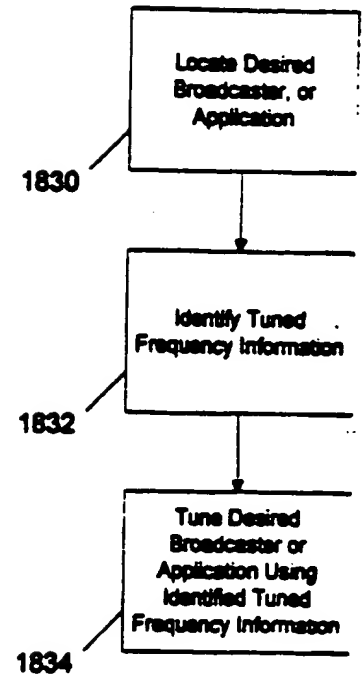 Locate Desired
Broadcaster, or
Application
1830
Identify Tuned
Frequency Information
1832
Tune Desired
Broadcaster or
Application Using
Identified Tuned
Frequency Information
1834